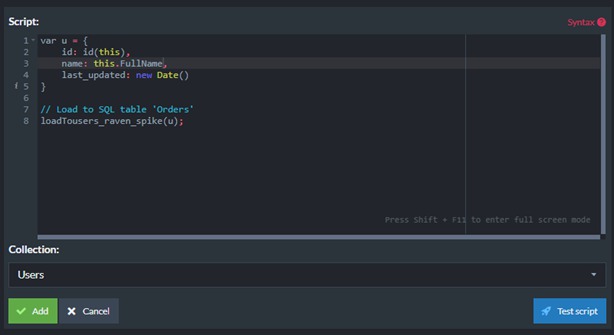 Script:
Syntax ?
1 var u = {
2 id: id(this),
3 name: this.FullName,
4 last_updated: new Date()
i 5 }
6
7 // Load to SQL table 'Orders'
8 loadTousers_raven_spike(u);
Press Shift + F11 to enter full screen mode
Collection:
Users
Add
Cancel
Test script